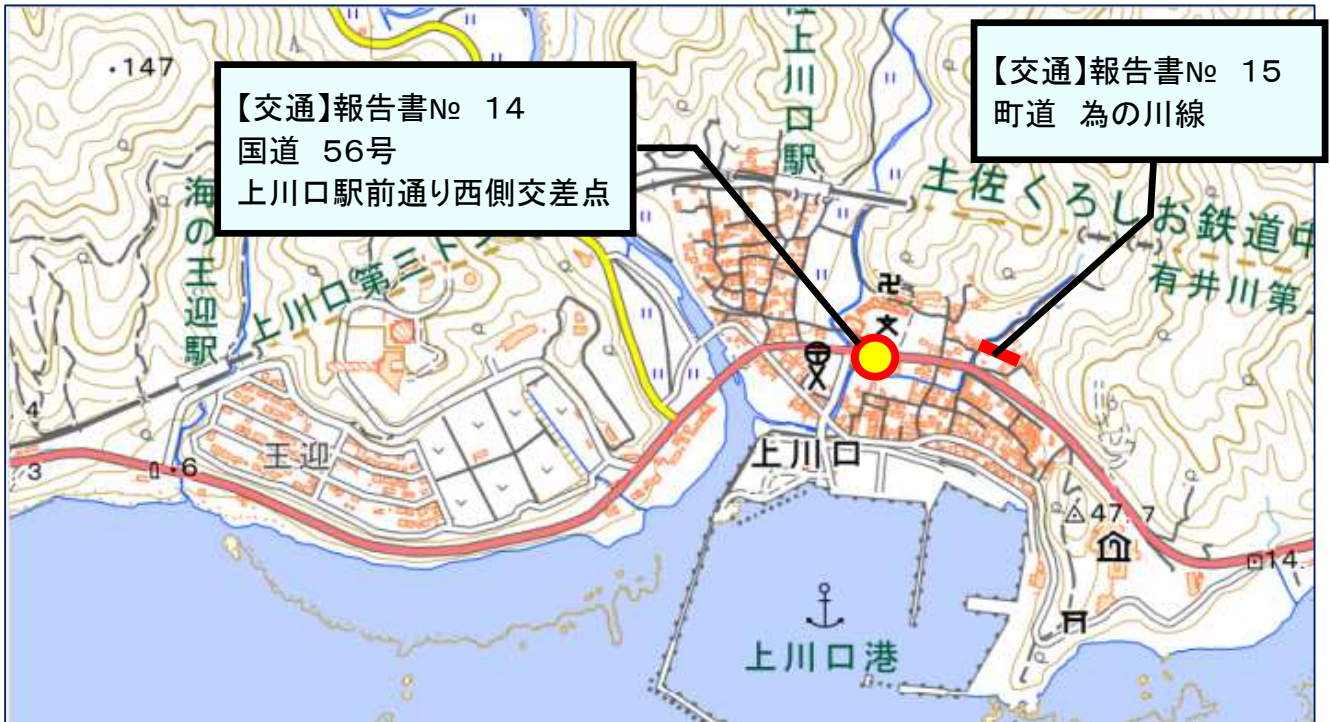 ・147
【交通】報告書№ 14
国道 56号
上川口駅前通り西側交差点
上川口駅
【交通】報告書№ 15
町道 為の川線
海の王迎駅
上川口第三ト
土佐くろしお鉄道中
有井川第
文
王迎
上川口
4
3
・6
47.7
14.
上川口港